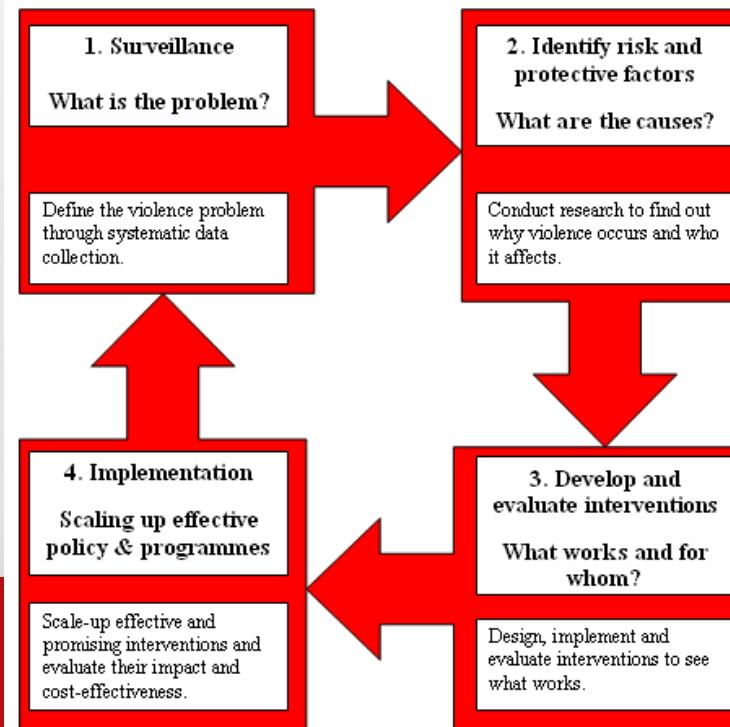 1. Surveillance
What is the problem?
Define the violence problem
through systematic data
collection.
2. Identify risk and
protective factors
What are the causes?
Conduct research to find out
why violence occurs and who
it affects.
3. Develop and
evaluate interventions
What works and for
whom?
Design, implement and
evaluate interventions to see
what works.
4. Implementation
Scaling up effective
policy & programmes
Scale-up effective and
promising interventions and
evaluate their impact and
cost-effectiveness.